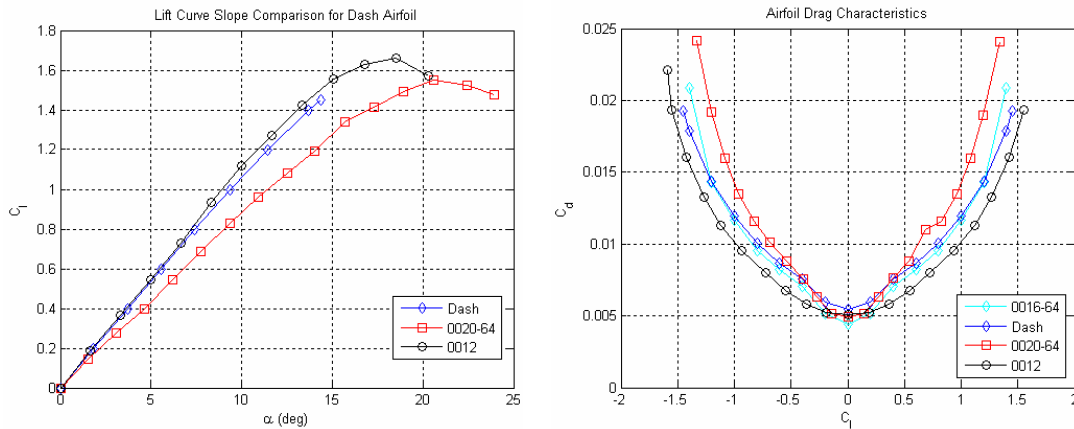 Lift Curve Slope Comparison for Dash Airfoil
1.8
1.6
1.4
1.2
1
0.8
0.6
0.4
0.2
0
C_l
0 5 10 15 20 25
α (deg)
Dash
0020-64
0012
Airfoil Drag Characteristics
0.025
0.02
0.015
0.01
0.005
0
C_d
-2 -1.5 -1 -0.5 0 0.5 1 1.5 2
C_l
0016-64
Dash
0020-64
0012